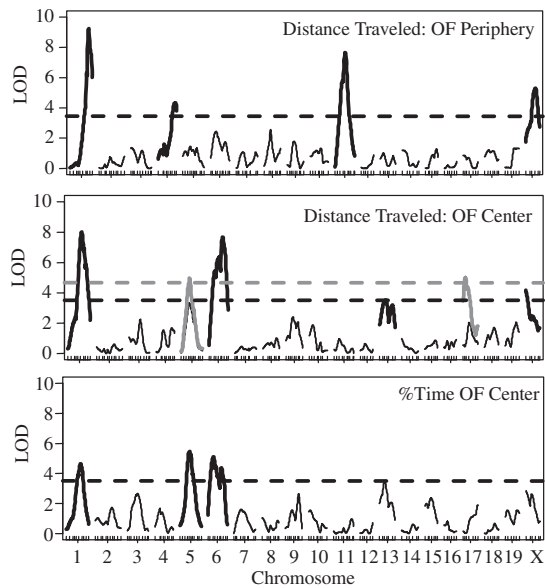 Distance Traveled: OF Periphery
LOD
10
8
6
4
2
0
Distance Traveled: OF Center
LOD
10
8
6
4
2
0
%Time OF Center
LOD
10
8
6
4
2
0
1 2 3 4 5 6 7 8 9 10 11 12 13 14 15 16 17 18 19 X
Chromosome